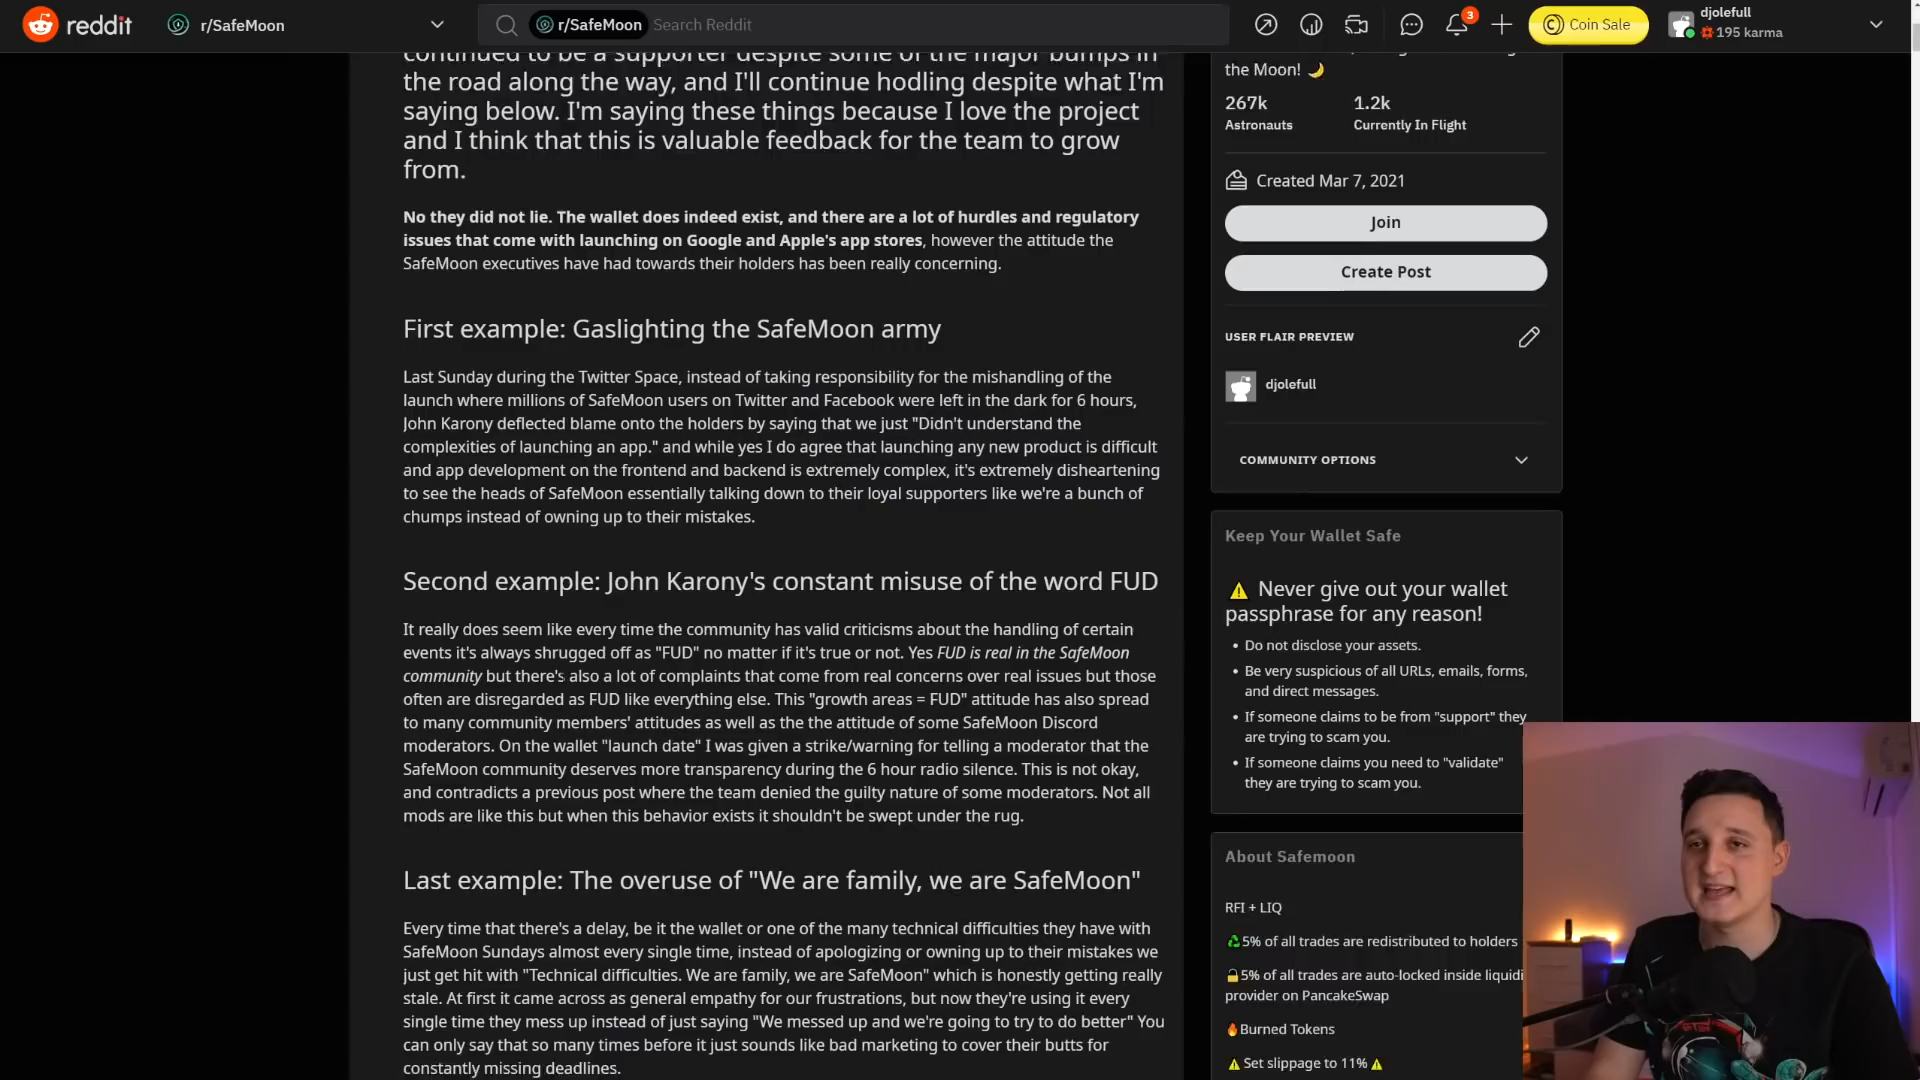 reddit
r/SafeMoon
r/SafeMoon Search Reddit
3
Coin Sale
djolefull
195 karma
continued to be a supporter despite some of the major bumps in
the road along the way, and I'll continue hodling despite what I'm
saying below. I'm saying these things because I love the project
and I think that this is valuable feedback for the team to grow
from.
No they did not lie. The wallet does indeed exist, and there are a lot of hurdles and regulatory
issues that come with launching on Google and Apple's app stores, however the attitude the
SafeMoon executives have had towards their holders has been really concerning.
First example: Gaslighting the SafeMoon army
Last Sunday during the Twitter Space, instead of taking responsibility for the mishandling of the
launch where millions of SafeMoon users on Twitter and Facebook were left in the dark for 6 hours,
John Karony deflected blame onto the holders by saying that we just "Didn't understand the
complexities of launching an app." and while yes I do agree that launching any new product is difficult
and app development on the frontend and backend is extremely complex, it's extremely disheartening
to see the heads of SafeMoon essentially talking down to their loyal supporters like we're a bunch of
chumps instead of owning up to their mistakes.
Second example: John Karony's constant misuse of the word FUD
It really does seem like every time the community has valid criticisms about the handling of certain
events it's always shrugged off as "FUD" no matter if it's true or not. Yes FUD is real in the SafeMoon
community but there's also a lot of complaints that come from real concerns over real issues but those
often are disregarded as FUD like everything else. This "growth areas = FUD" attitude has also spread
to many community members' attitudes as well as the the attitude of some SafeMoon Discord
moderators. On the wallet "launch date" I was given a strike/warning for telling a moderator that the
SafeMoon community deserves more transparency during the 6 hour radio silence. This is not okay,
and contradicts a previous post where the team denied the guilty nature of some moderators. Not all
mods are like this but when this behavior exists it shouldn't be swept under the rug.
Last example: The overuse of "We are family, we are SafeMoon"
Every time that there's a delay, be it the wallet or one of the many technical difficulties they have with
SafeMoon Sundays almost every single time, instead of apologizing or owning up to their mistakes we
just get hit with "Technical difficulties. We are family, we are SafeMoon" which is honestly getting really
stale. At first it came across as general empathy for our frustrations, but now they're using it every
single time they mess up instead of just saying "We messed up and we're going to try to do better" You
can only say that so many times before it just sounds like bad marketing to cover their butts for
constantly missing deadlines.
the Moon! 🌙
267k 1.2k
Astronauts Currently In Flight
Created Mar 7, 2021
Join
Create Post
USER FLAIR PREVIEW
djolefull
COMMUNITY OPTIONS
Keep Your Wallet Safe
⚠️ Never give out your wallet
passphrase for any reason!
• Do not disclose your assets.
• Be very suspicious of all URLs, emails, forms,
and direct messages.
• If someone claims to be from "support" they
are trying to scam you.
• If someone claims you need to "validate"
they are trying to scam you.
About Safemoon
RFI + LIQ
♻️5% of all trades are redistributed to holders
🔒5% of all trades are auto-locked inside liquidi
provider on PancakeSwap
🔥Burned Tokens
⚠️Set slippage to 11%⚠️